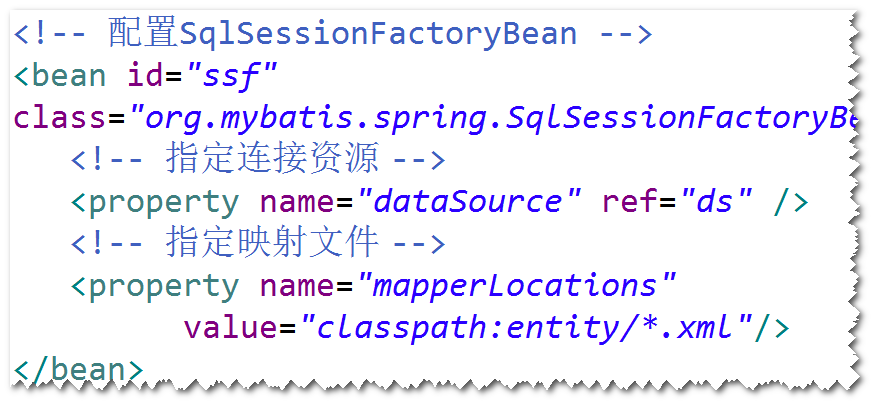 <!-- 配置SqlSessionFactoryBean -->
<bean id="ssf"
class="org.mybatis.spring.SqlSessionFactoryBe
<!-- 指定连接资源 -->
<property name="dataSource" ref="ds" />
<!-- 指定映射文件 -->
<property name="mapperLocations"
value="classpath:entity/*.xml"/>
</bean>